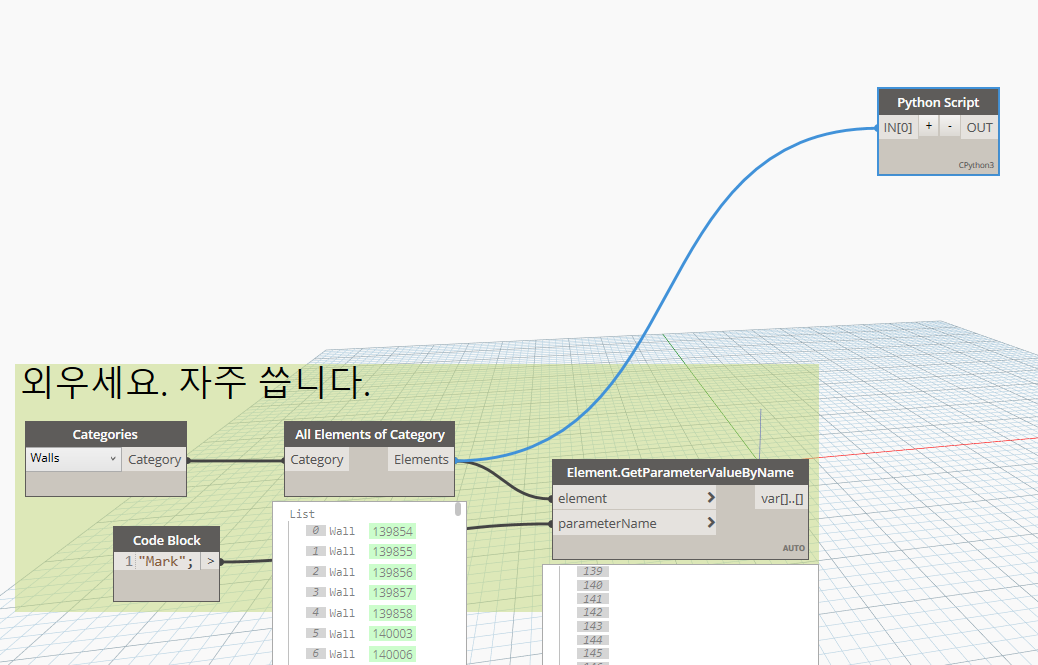 Python Script
IN[0] + - OUT
CPython3
외우세요. 자주 씁니다.
Categories
Walls Category
All Elements of Category
Category Elements
Element.GetParameterValueByName
element > var[]..[]
parameterName >
AUTO
Code Block
1 "Mark"; >
List
0 Wall 139854
1 Wall 139855
2 Wall 139856
3 Wall 139857
4 Wall 139858
5 Wall 140003
6 Wall 140006
139
140
141
142
143
144
145